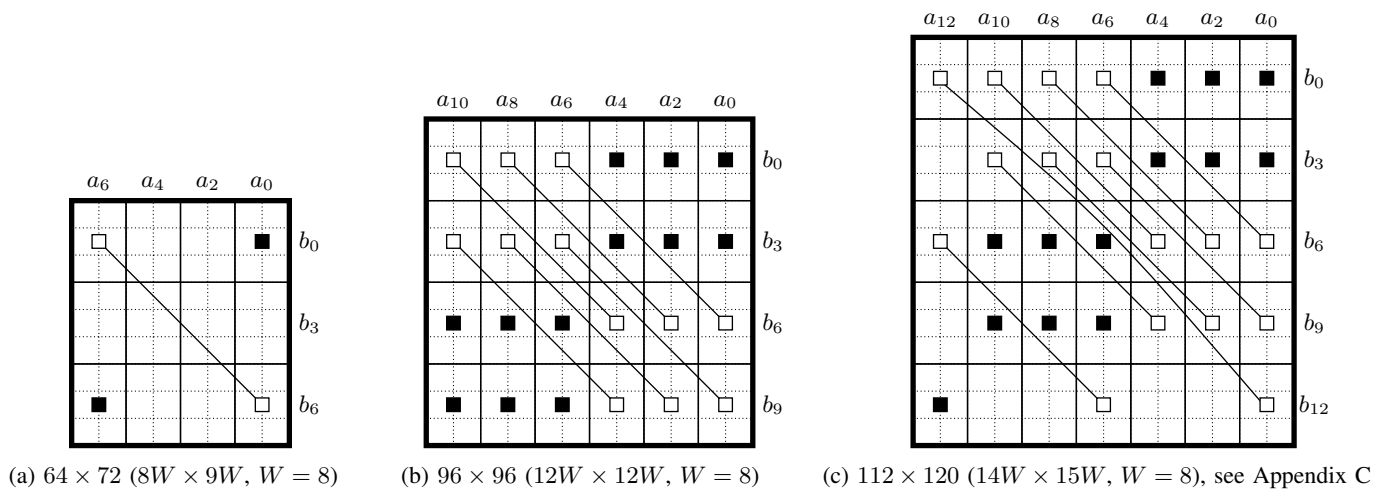 a₁₂ a₁₀ a₈ a₆ a₄ a₂ a₀
b₀
a₁₀ a₈ a₆ a₄ a₂ a₀
b₀ b₃
a₆ a₄ a₂ a₀
b₀ b₃ b₆
b₃ b₆ b₉
b₆ b₉ b₁₂
(a) 64 × 72 (8W × 9W, W = 8) (b) 96 × 96 (12W × 12W, W = 8) (c) 112 × 120 (14W × 15W, W = 8), see Appendix C